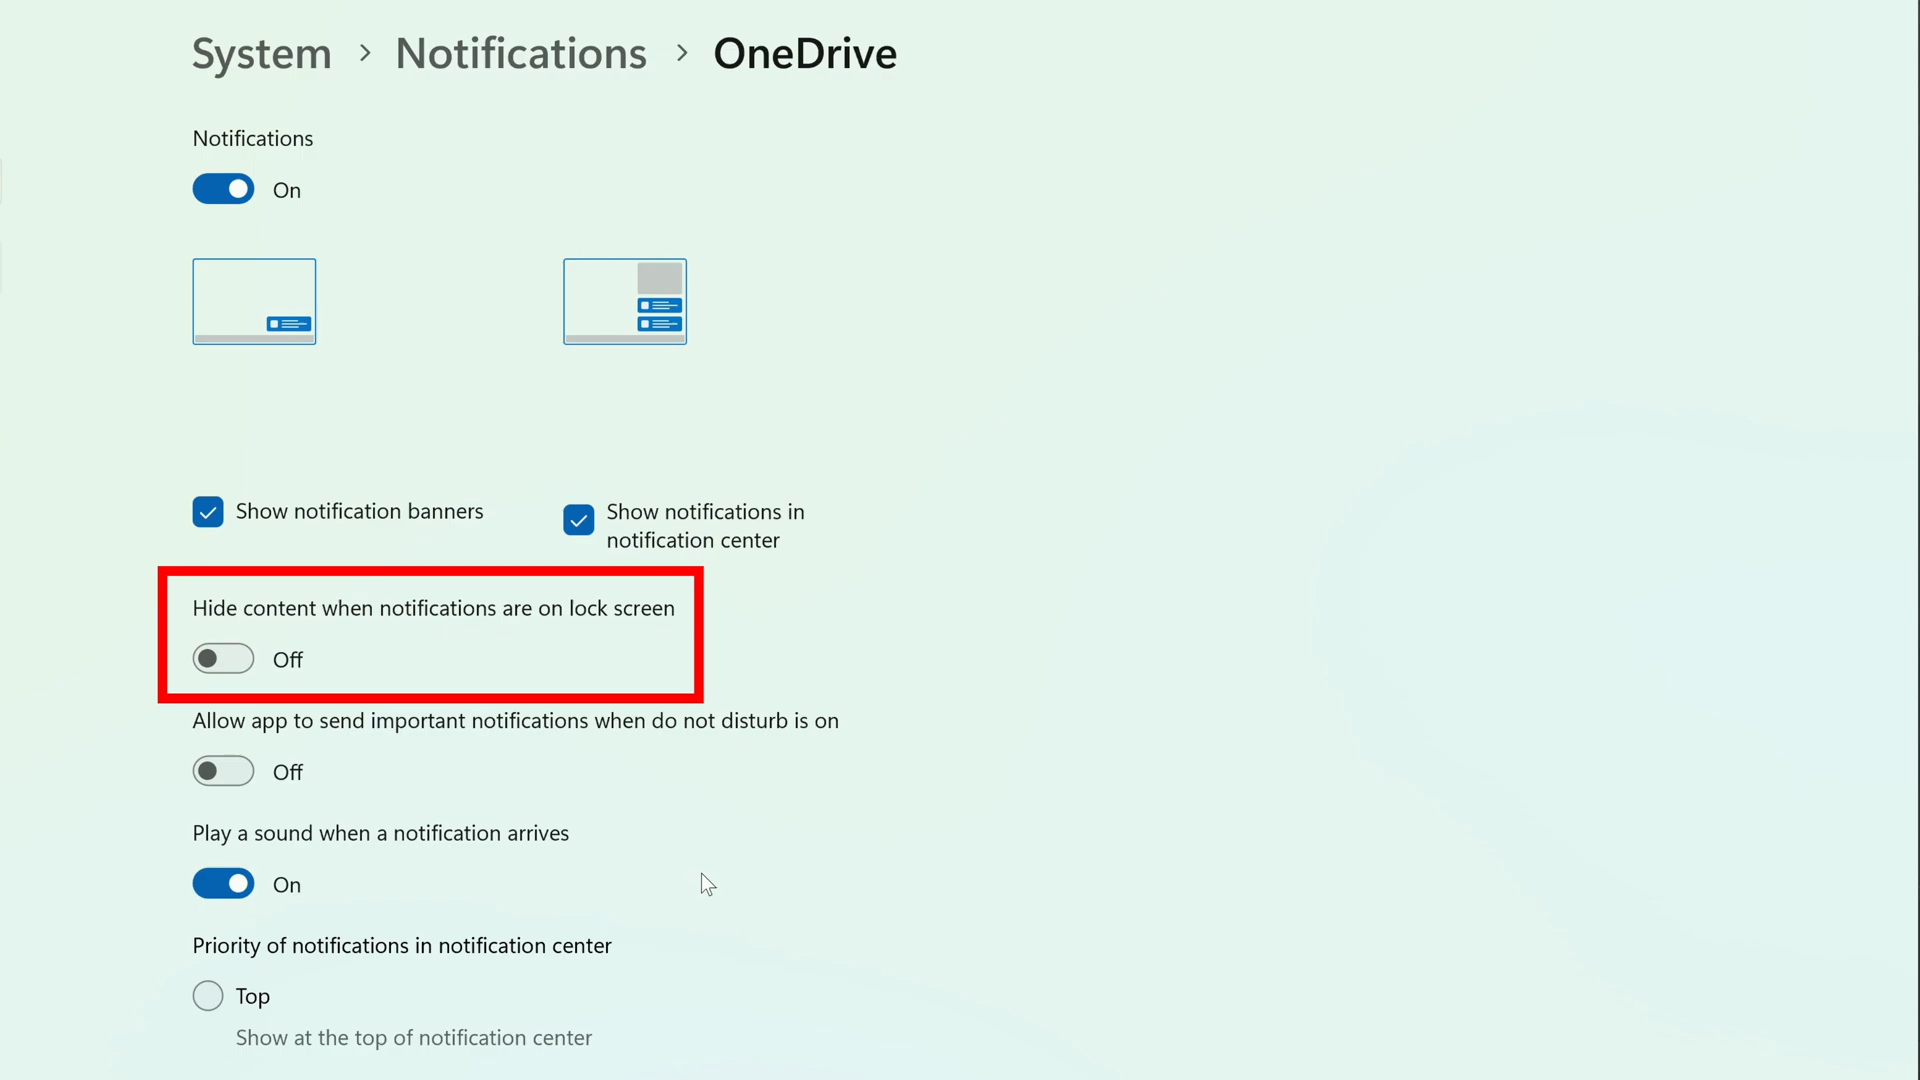 System > Notifications > OneDrive
Notifications
On
Show notification banners
Show notifications in
notification center
Hide content when notifications are on lock screen
Off
Allow app to send important notifications when do not disturb is on
Off
Play a sound when a notification arrives
On
Priority of notifications in notification center
Top
Show at the top of notification center